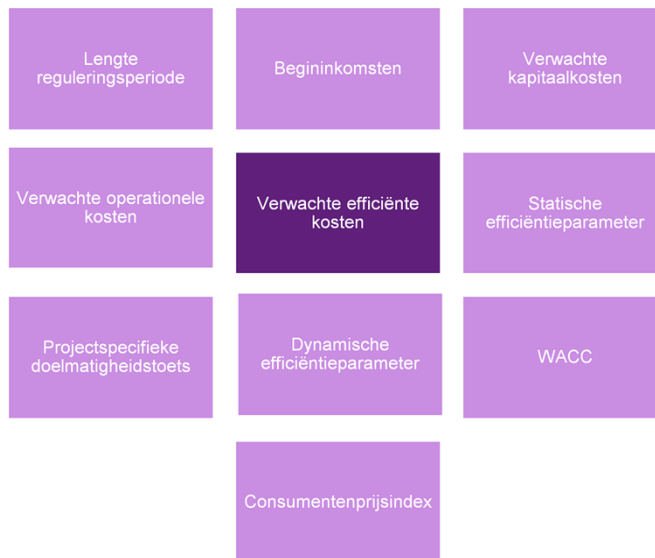 Lengte
reguleringsperiode
Begininkomsten
Verwachte
kapitaalkosten
Verwachte operationele
kosten
Verwachte efficiënte
kosten
Statische
efficiëntieparameter
Projectspecifieke
doelmatigheidstoets
Dynamische
efficiëntieparameter
WACC
Consumentenprijsindex